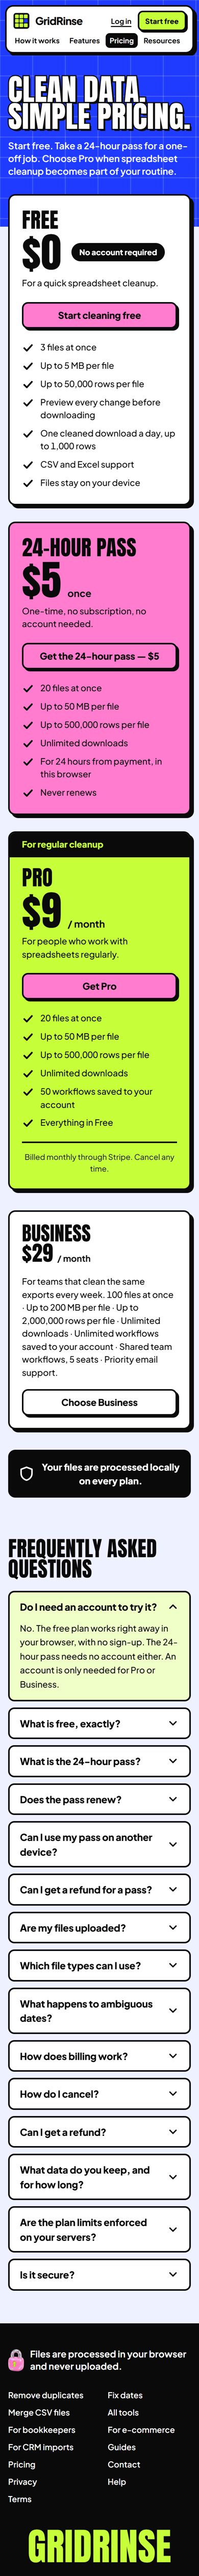 GridRinse
Log in
Start free
How it works
Features
Pricing
Resources
CLEAN DATA.
SIMPLE PRICING.
Start free. Take a 24-hour pass for a one-
off job. Choose Pro when spreadsheet
cleanup becomes part of your routine.
FREE
$0
No account required
For a quick spreadsheet cleanup.
Start cleaning free
3 files at once
Up to 5 MB per file
Up to 50,000 rows per file
Preview every change before
downloading
One cleaned download a day, up
to 1,000 rows
CSV and Excel support
Files stay on your device
24-HOUR PASS
$5 once
One-time, no subscription, no
account needed.
Get the 24-hour pass — $5
20 files at once
Up to 50 MB per file
Up to 500,000 rows per file
Unlimited downloads
For 24 hours from payment, in
this browser
Never renews
For regular cleanup
PRO
$9 / month
For people who work with
spreadsheets regularly.
Get Pro
20 files at once
Up to 50 MB per file
Up to 500,000 rows per file
Unlimited downloads
50 workflows saved to your
account
Everything in Free
Billed monthly through Stripe. Cancel any
time.
BUSINESS
$29 / month
For teams that clean the same
exports every week. 100 files at once
· Up to 200 MB per file · Up to
2,000,000 rows per file · Unlimited
downloads · Unlimited workflows
saved to your account · Shared team
workflows, 5 seats · Priority email
support.
Choose Business
Your files are processed locally
on every plan.
FREQUENTLY ASKED
QUESTIONS
Do I need an account to try it?
No. The free plan works right away in
your browser, with no sign-up. The 24-
hour pass needs no account either. An
account is only needed for Pro or
Business.
What is free, exactly?
What is the 24-hour pass?
Does the pass renew?
Can I use my pass on another
device?
Can I get a refund for a pass?
Are my files uploaded?
Which file types can I use?
What happens to ambiguous
dates?
How does billing work?
How do I cancel?
Can I get a refund?
What data do you keep, and
for how long?
Are the plan limits enforced
on your servers?
Is it secure?
Files are processed in your browser
and never uploaded.
Remove duplicates
Fix dates
Merge CSV files
All tools
For bookkeepers
For e-commerce
For CRM imports
Guides
Pricing
Contact
Privacy
Help
Terms
GRIDRINSE